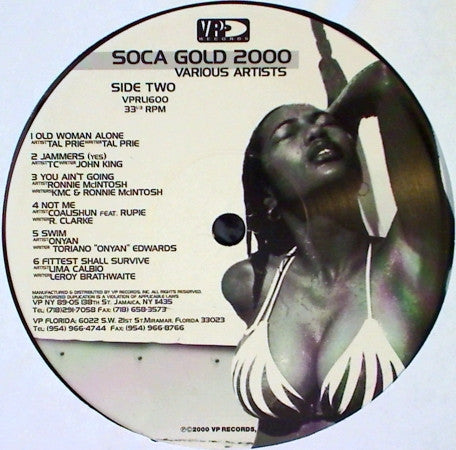 VP
RECORDS
SOCA GOLD 2000
VARIOUS ARTISTS
SIDE TWO
VPRL1600
33 1/3 RPM
1 OLD WOMAN ALONE
ARTIST TAL PRIE WRITER TAL PRIE
2 JAMMERS (YES)
ARTIST TC WRITER JOHN KING
3 YOU AIN'T GOING
ARTIST RONNIE McINTOSH
WRITERS KMC & RONNIE McINTOSH
4 NOT ME
ARTIST COALISHUN FEAT. RUPIE
WRITER R. CLARKE
5 SWIM
ARTIST ONYAN
WRITER TORIANO "ONYAN" EDWARDS
6 FITTEST SHALL SURVIVE
ARTIST UMA CALBIO
WRITER LEROY BRATHWAITE
MANUFACTURED & DISTRIBUTED BY VP RECORDS, INC. ALL RIGHTS RESERVED.
UNAUTHORIZED DUPLICATION IS A VIOLATION OF APPLICABLE LAWS
VP NY 89-05 138th ST. JAMAICA, NY 11435
TEL (718)291-7058 FAX: (718) 658-3573
VP FLORIDA: 6022 S.W. 21ST ST. MIRAMAR, FLORIDA 33023
TEL: (954) 966-4744 FAX: (954) 966-8766
℗©2000 VP RECORDS,